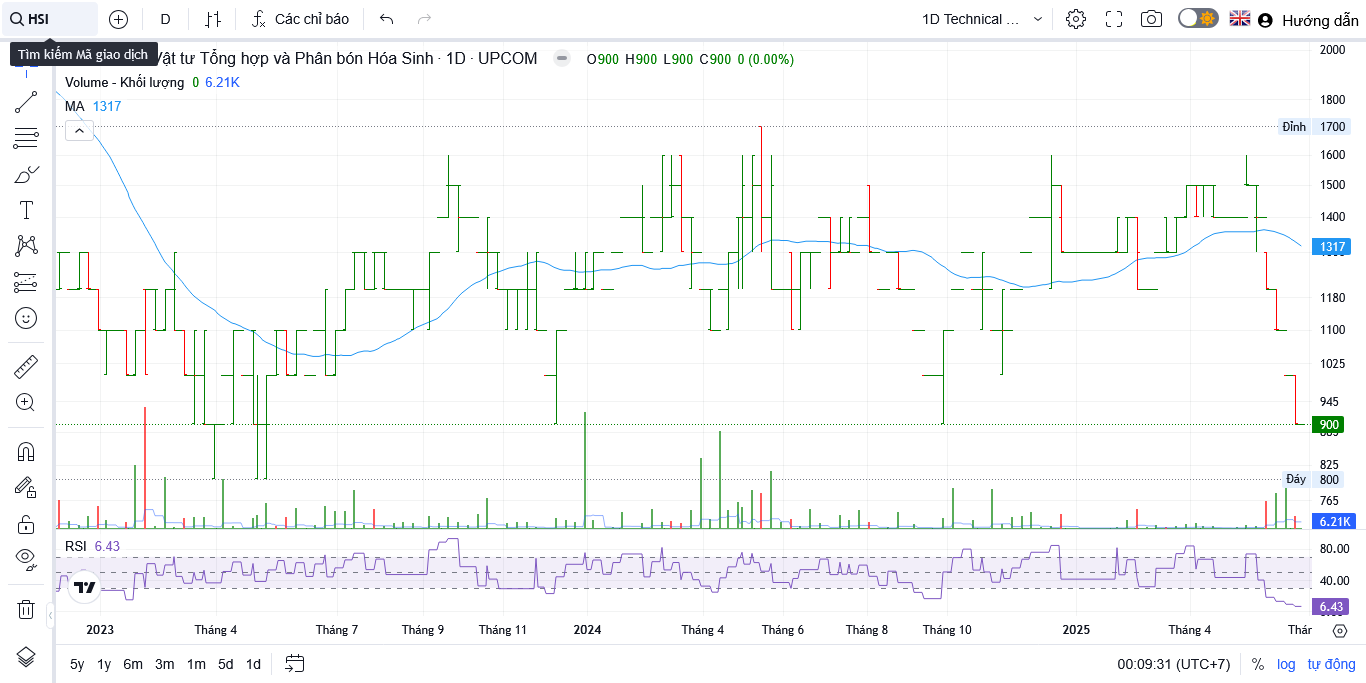 HSI D Các chỉ báo 1D Technical ... Hướng dẫn
Tìm kiếm Mã giao dịch
Vật tư Tổng hợp và Phân bón Hóa Sinh · 1D · UPCOM O900 H900 L900 C900 0 (0.00%)
Volume - Khối lượng 0 6.21K
MA 1317
2000
1800
Đỉnh 1700
1600
1500
1400
1317
1180
1100
1025
945
900
825
Đáy 800
765
6.21K
RSI 6.43
80.00
40.00
6.43
2023 Tháng 4 Tháng 7 Tháng 9 Tháng 11 2024 Tháng 4 Tháng 6 Tháng 8 Tháng 10 2025 Tháng 4 Thár
5y 1y 6m 3m 1m 5d 1d 00:09:31 (UTC+7) % log tự động